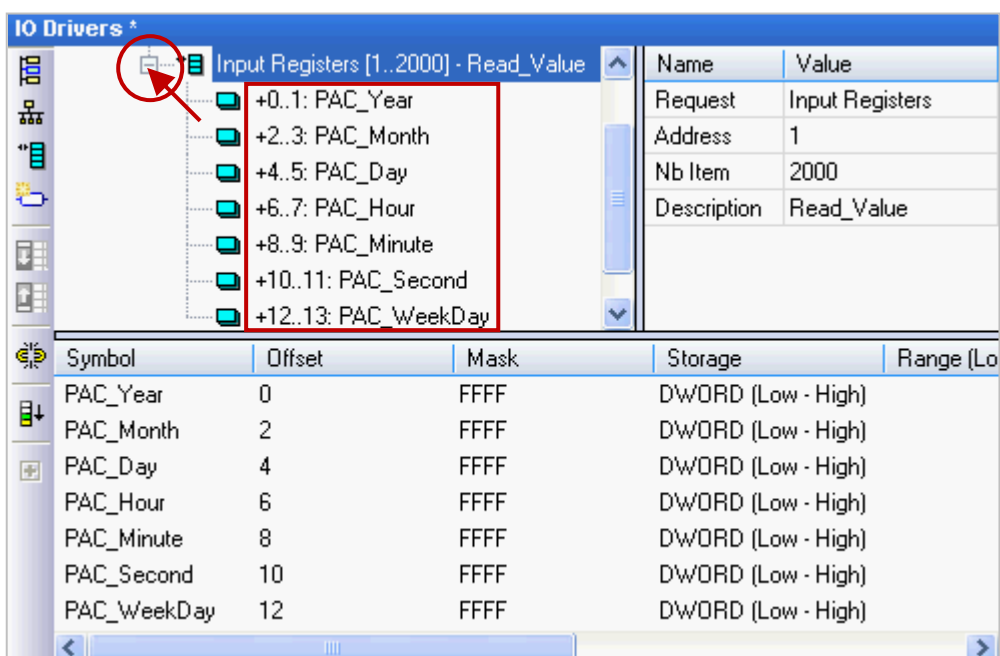 IO Drivers *
Input Registers [1..2000] - Read_Value
+0..1: PAC_Year
+2..3: PAC_Month
+4..5: PAC_Day
+6..7: PAC_Hour
+8..9: PAC_Minute
+10..11: PAC_Second
+12..13: PAC_WeekDay
Name Value
Request Input Registers
Address 1
Nb Item 2000
Description Read_Value
Symbol Offset Mask Storage Range (Lo
PAC_Year 0 FFFF DWORD (Low - High)
PAC_Month 2 FFFF DWORD (Low - High)
PAC_Day 4 FFFF DWORD (Low - High)
PAC_Hour 6 FFFF DWORD (Low - High)
PAC_Minute 8 FFFF DWORD (Low - High)
PAC_Second 10 FFFF DWORD (Low - High)
PAC_WeekDay 12 FFFF DWORD (Low - High)